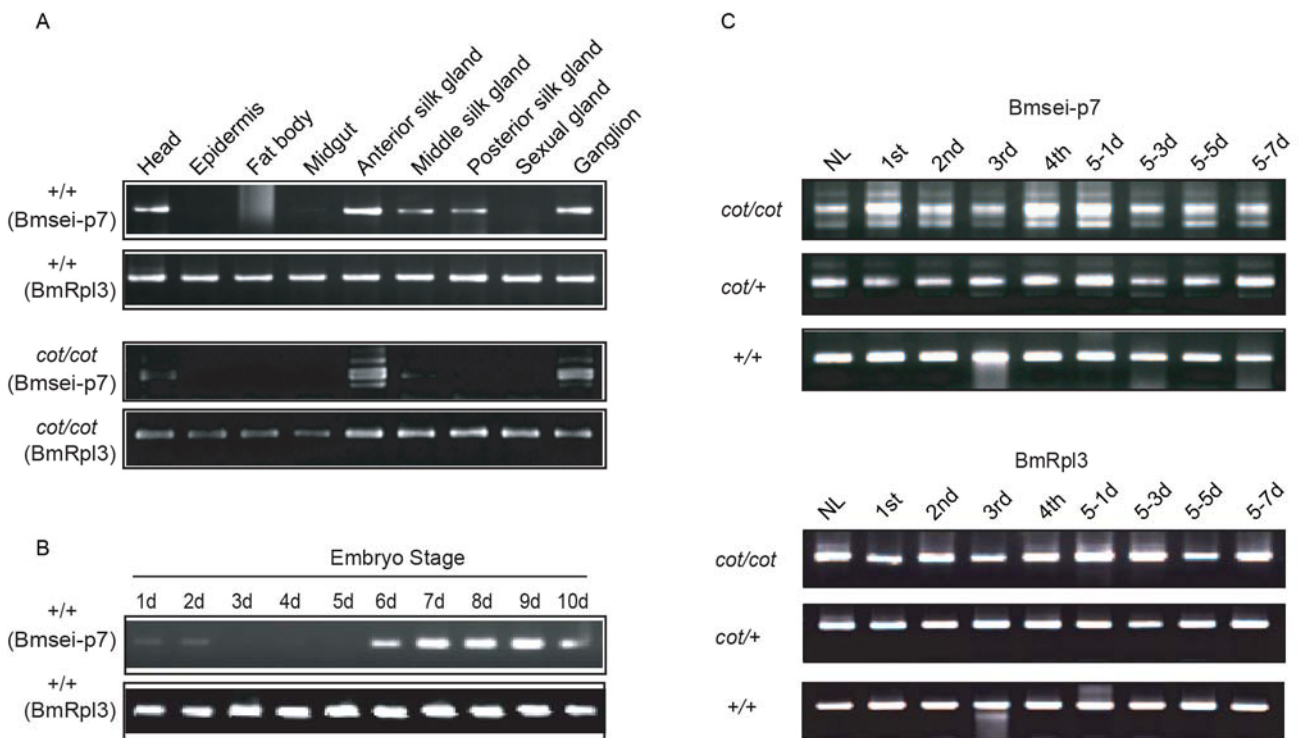 A
Head Epidermis Fat body Midgut Anterior silk gland Middle silk gland Posterior silk gland Sexual gland Ganglion
+/+
(Bmsei-p7)
+/+
(BmRpl3)
cot/cot
(Bmsei-p7)
cot/cot
(BmRpl3)
B
Embryo Stage
1d 2d 3d 4d 5d 6d 7d 8d 9d 10d
+/+
(Bmsei-p7)
+/+
(BmRpl3)
C
Bmsei-p7
NL 1st 2nd 3rd 4th 5-1d 5-3d 5-5d 5-7d
cot/cot
cot/+
+/+
BmRpl3
NL 1st 2nd 3rd 4th 5-1d 5-3d 5-5d 5-7d
cot/cot
cot/+
+/+